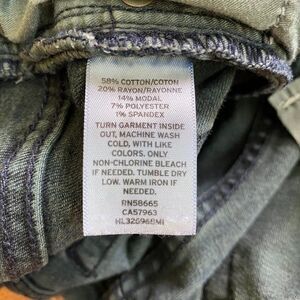 58% COTTON/COTON
20% RAYON/RAYONNE
14% MODAL
7% POLYESTER
1% SPANDEX
TURN GARMENT INSIDE
OUT, MACHINE WASH
COLD, WITH LIKE
COLORS. ONLY
NON-CHLORINE BLEACH
IF NEEDED. TUMBLE DRY
LOW. WARM IRON IF
NEEDED.
RN58665
CA57963
HL32696BMI